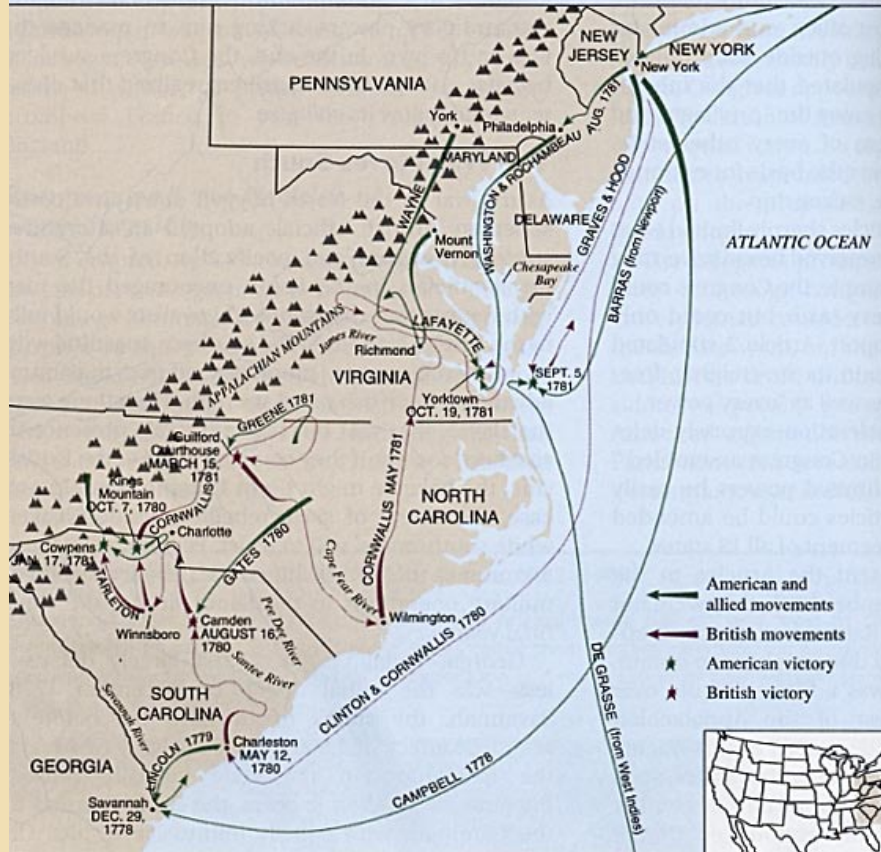 NEW
JERSEY
NEW YORK
New York
PENNSYLVANIA
York
Philadelphia
MARYLAND
WASHINGTON & ROCHAMBEAU AUG. 1781
WAYNE
DELAWARE
GRAVES & HOOD
BARRAS (from Newport)
ATLANTIC OCEAN
Mount
Vernon
Chesapeake
Bay
APPALACHIAN MOUNTAINS
James River
LAFAYETTE
Richmond
VIRGINIA
SEPT. 5,
1781
Yorktown
OCT. 19, 1781
GREENE 1781
Guilford
Courthouse
MARCH 15,
1781
Kings
Mountain
OCT. 7, 1780
CORNWALLIS
Charlotte
CORNWALLIS MAY 1781
NORTH
CAROLINA
Cowpens
JAN. 17, 1781
TARLETON
GATES 1780
Cape Fear River
Pee Dee River
Wilmington
Winnsboro
Camden
AUGUST 16,
1780
Santee River
CLINTON & CORNWALLIS 1780
American and
allied movements
British movements
American victory
British victory
SOUTH
CAROLINA
Savannah River
LINCOLN 1779
Charleston
MAY 12,
1780
DE GRASSE (from West Indies)
GEORGIA
CAMPBELL 1778
Savannah
DEC. 29,
1778